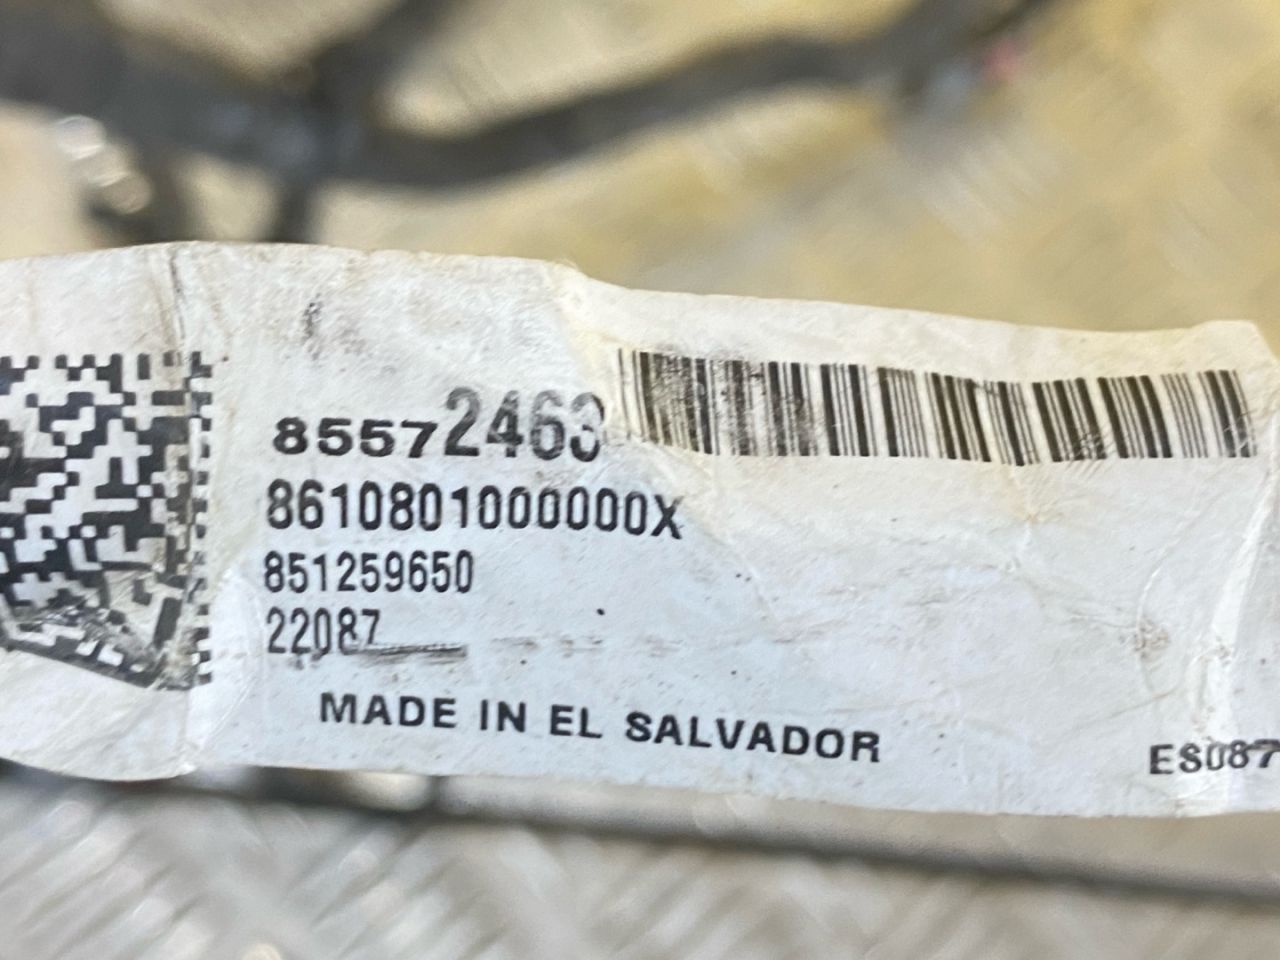 85572463
8610801000000X
851259650
22087
MADE IN EL SALVADOR
ES087